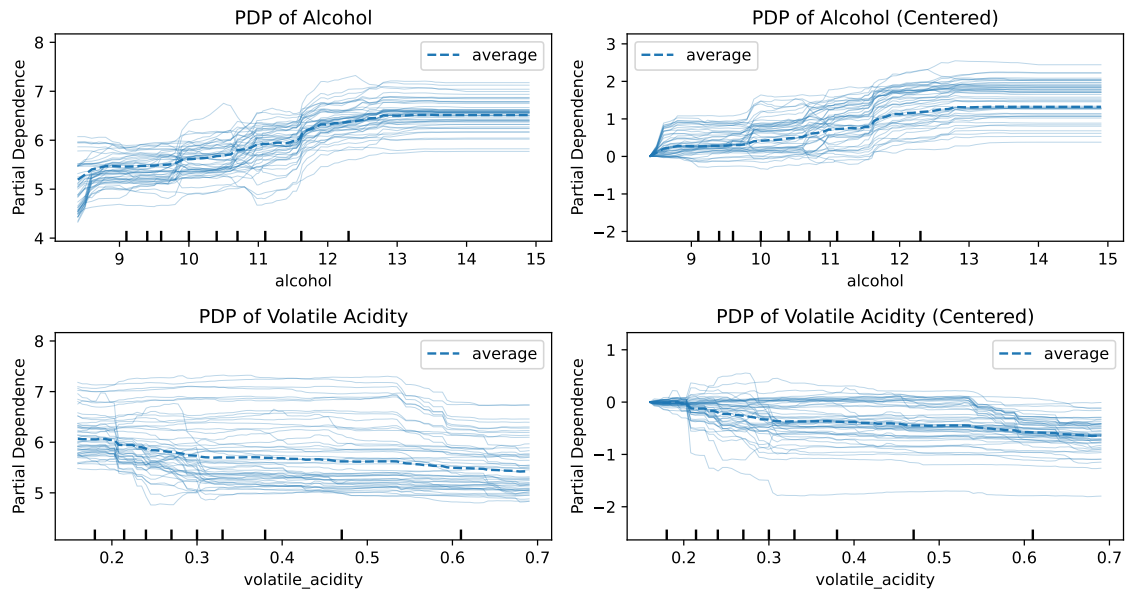 PDP of Alcohol
Partial Dependence
8
7
6
5
4
average
9 10 11 12 13 14 15
alcohol
PDP of Alcohol (Centered)
Partial Dependence
3
2
1
0
−1
−2
average
9 10 11 12 13 14 15
alcohol
PDP of Volatile Acidity
Partial Dependence
8
7
6
5
average
0.2 0.3 0.4 0.5 0.6 0.7
volatile_acidity
PDP of Volatile Acidity (Centered)
Partial Dependence
1
0
−1
−2
average
0.2 0.3 0.4 0.5 0.6 0.7
volatile_acidity